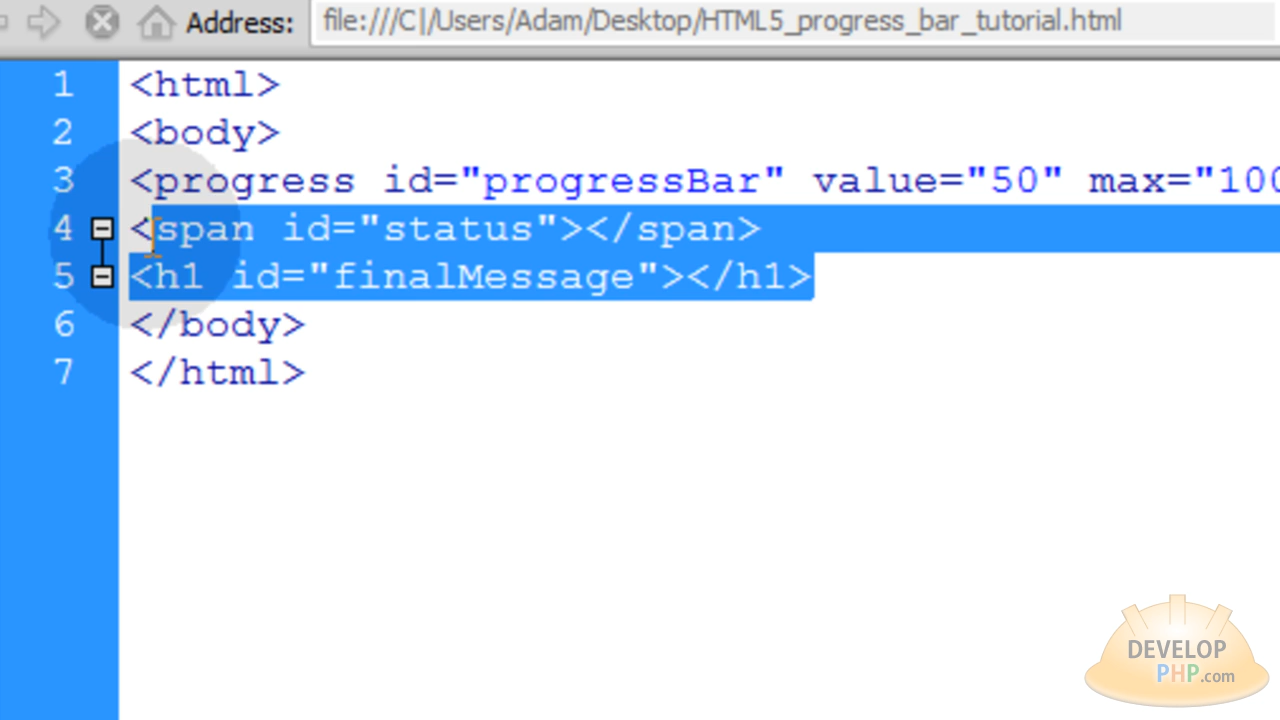 Address: file:///C|/Users/Adam/Desktop/HTML5_progress_bar_tutorial.html
1 <html>
2 <body>
3 <progress id="progressBar" value="50" max="100
4 <span id="status"></span>
5 <h1 id="finalMessage"></h1>
6 </body>
7 </html>
DEVELOP
PHP.com